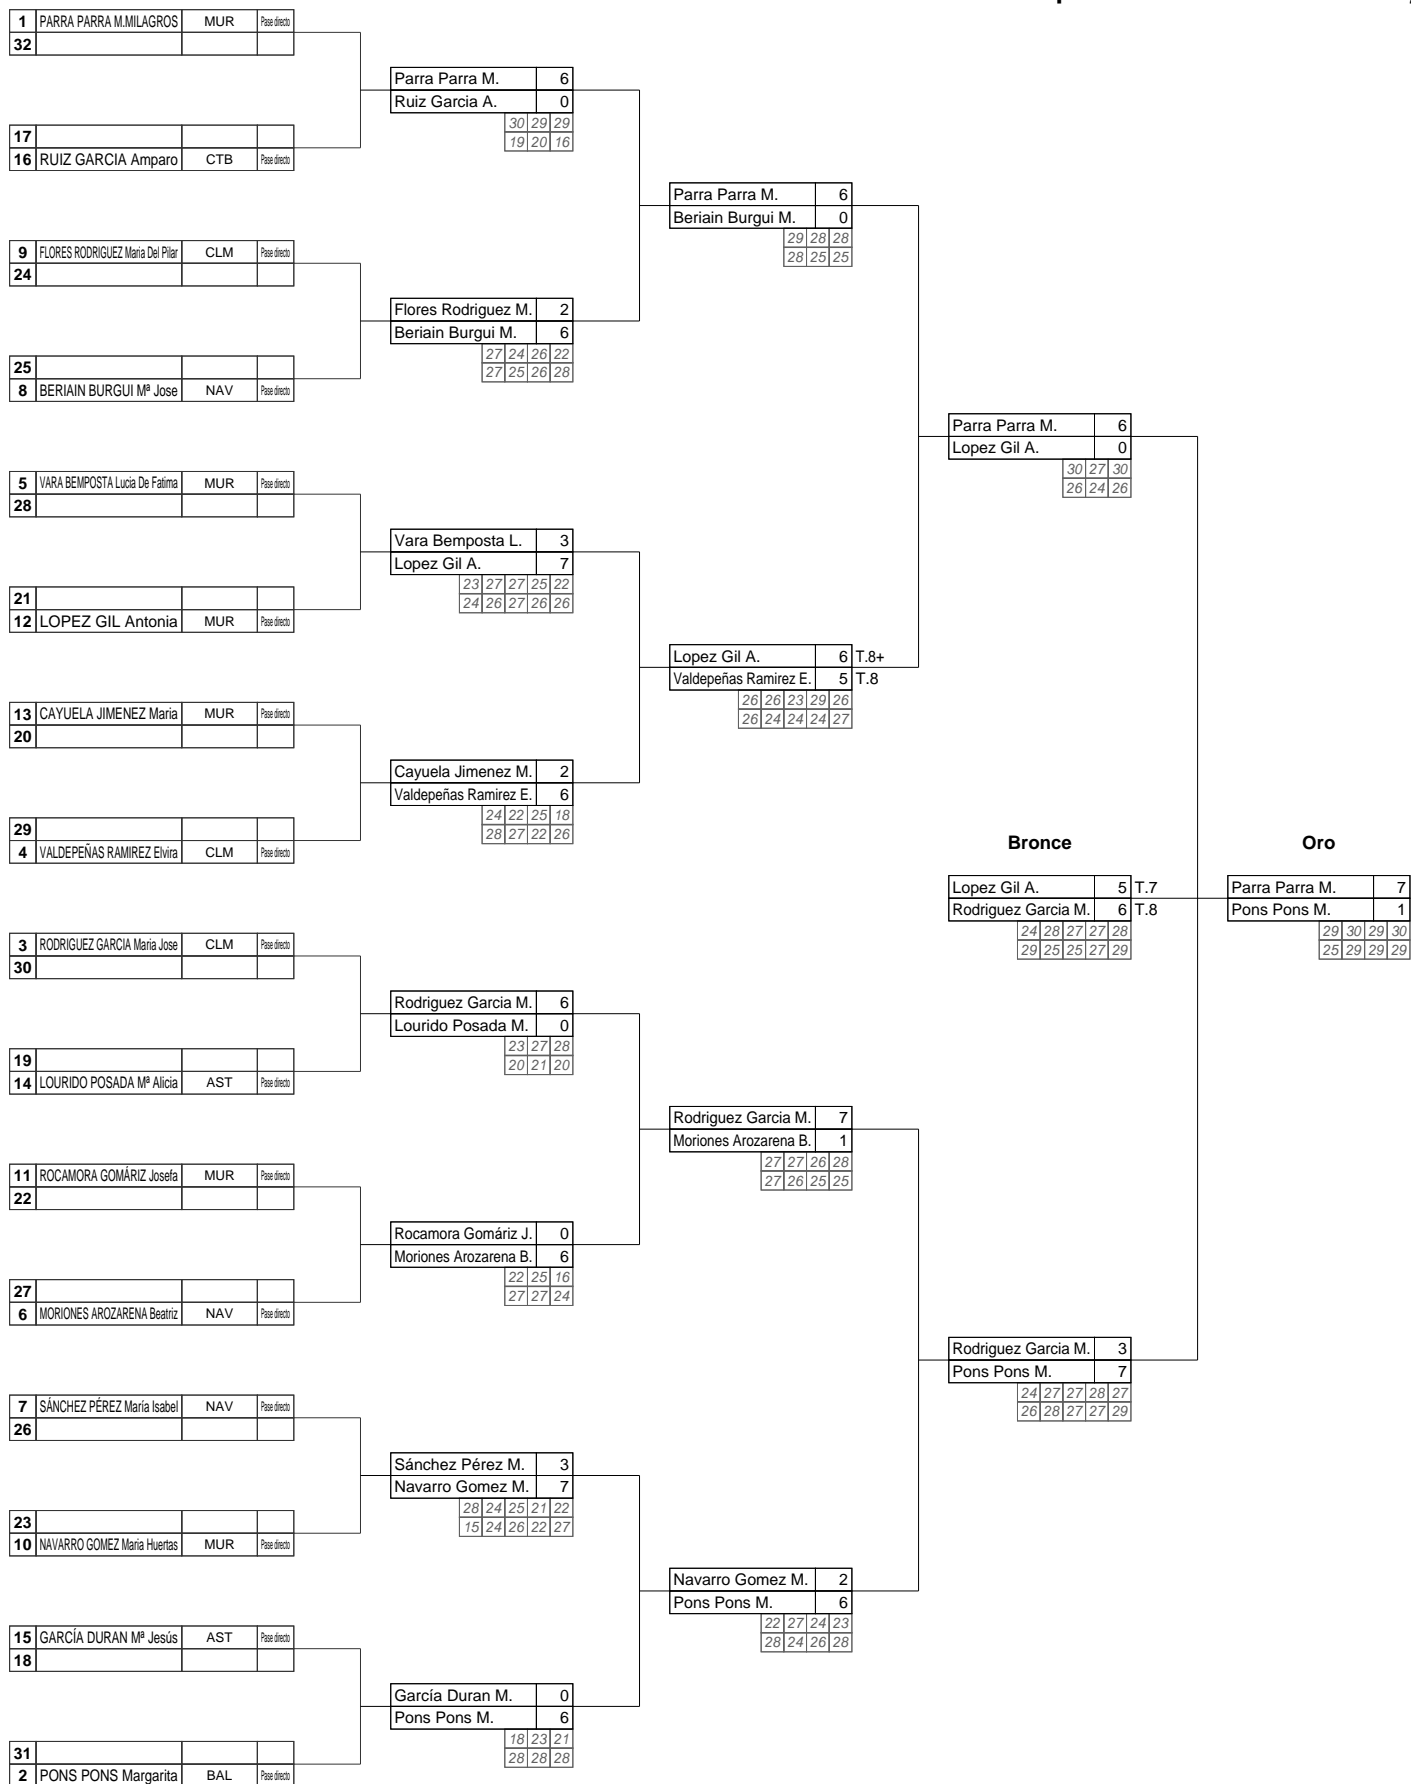 1 PARRA PARRA M.MILAGROS MUR Pase directo
32
Parra Parra M. 6
Ruiz Garcia A. 0
30 29 29
19 20 16
17
16 RUIZ GARCIA Amparo CTB Pase directo
Parra Parra M. 6
Beriain Burgui M. 0
29 28 28
28 25 25
9 FLORES RODRIGUEZ Maria Del Pilar CLM Pase directo
24
Flores Rodriguez M. 2
Beriain Burgui M. 6
27 24 26 22
27 25 26 28
25
8 BERIAIN BURGUI Mª Jose NAV Pase directo
Parra Parra M. 6
Lopez Gil A. 0
30 27 30
26 24 26
5 VARA BEMPOSTA Lucia De Fatima MUR Pase directo
28
Vara Bemposta L. 3
Lopez Gil A. 7
23 27 27 25 22
24 26 27 26 26
21
12 LOPEZ GIL Antonia MUR Pase directo
Lopez Gil A. 6 T.8+
Valdepeñas Ramirez E. 5 T.8
26 26 23 29 26
26 24 24 24 27
13 CAYUELA JIMENEZ Maria MUR Pase directo
20
Cayuela Jimenez M. 2
Valdepeñas Ramirez E. 6
24 22 25 18
28 27 22 26
29
4 VALDEPEÑAS RAMIREZ Elvira CLM Pase directo
Bronce Oro
Lopez Gil A. 5 T.7 Parra Parra M. 7
Rodriguez Garcia M. 6 T.8 Pons Pons M. 1
24 28 27 27 28 29 30 29 30
29 25 25 27 29 25 29 29 29
3 RODRIGUEZ GARCIA Maria Jose CLM Pase directo
30
Rodriguez Garcia M. 6
Lourido Posada M. 0
23 27 28
20 21 20
19
14 LOURIDO POSADA Mª Alicia AST Pase directo
Rodriguez Garcia M. 7
Moriones Arozarena B. 1
27 27 26 28
27 26 25 25
11 ROCAMORA GOMÁRIZ Josefa MUR Pase directo
22
Rocamora Gomáriz J. 0
Moriones Arozarena B. 6
22 25 16
27 27 24
27
6 MORIONES AROZARENA Beatriz NAV Pase directo
Rodriguez Garcia M. 3
Pons Pons M. 7
24 27 27 28 27
26 28 27 27 29
7 SÁNCHEZ PÉREZ María Isabel NAV Pase directo
26
Sánchez Pérez M. 3
Navarro Gomez M. 7
28 24 25 21 22
15 24 26 22 27
23
10 NAVARRO GOMEZ Maria Huertas MUR Pase directo
Navarro Gomez M. 2
Pons Pons M. 6
22 27 24 23
28 24 26 28
15 GARCÍA DURAN Mª Jesús AST Pase directo
18
García Duran M. 0
Pons Pons M. 6
18 23 21
28 28 28
31
2 PONS PONS Margarita BAL Pase directo